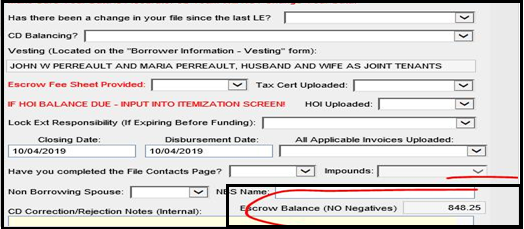 Has there been a change in your file since the last LE?
CD Balancing?
Vesting (Located on the "Borrower Information - Vesting" form):
JOHN W PERREAULT AND MARIA PERREAULT, HUSBAND AND WIFE AS JOINT TENANTS
Escrow Fee Sheet Provided: Tax Cert Uploaded:
IF HOI BALANCE DUE - INPUT INTO ITEMIZATION SCREEN! HOI Uploaded:
Lock Ext Responsibility (If Expiring Before Funding):
Closing Date: Disbursement Date: All Applicable Invoices Uploaded:
10/04/2019 10/04/2019
Have you completed the File Contacts Page? Impounds:
Non Borrowing Spouse: NBS Name:
CD Correction/Rejection Notes (Internal): Escrow Balance (NO Negatives) 848.25